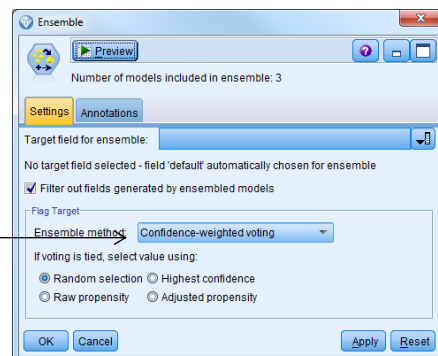 Ensemble
Preview
Number of models included in ensemble: 3
Settings Annotations
Target field for ensemble:
No target field selected - field 'default' automatically chosen for ensemble
Filter out fields generated by ensembled models
Flag Target
Ensemble method: Confidence-weighted voting
If voting is tied, select value using:
Random selection Highest confidence
Raw propensity Adjusted propensity
OK Cancel Apply Reset